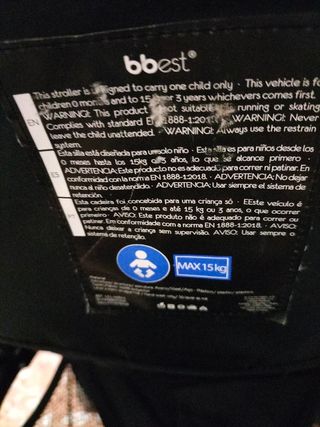 bbest®
This stroller is designed to carry one child only · This vehicle is fo
children 0 months and to 15 or 3 years whichever comes first.
WARNING! This product not suitable running or skating
Complies with standard EN 1888-1:201 WARNING! Never
leave the child unattended. · WARNING! Always use the restrain
system.
EN
Esta silla está diseñada para un solo niño · Esta silla es para niños desde los
0 meses hasta los 15kg o 3 años, lo que se alcance primero ·
ADVERTENCIA: Este producto no es adecuado para correr ni patinar. En
conformidad con la norma EN 1888-1:2018. · ADVERTENCIA: No dejar
nunca al niño desatendido. · ADVERTENCIA: Usar siempre el sistema de
retención.
ES
Esta cadeira foi concebida para uma criança só · EEste veículo é
para crianças de 0 meses e até 15 kg ou 3 anos, o que ocorrer
primeiro · AVISO: Este produto não é adequado para correr ou
patinar. Em conformidade com a norma EN 1888-1:2018. · AVISO:
Nunca deixar a criança sem supervisão. AVISO: Usar sempre o
sistema de retenção.
PT
MAX 15 kg